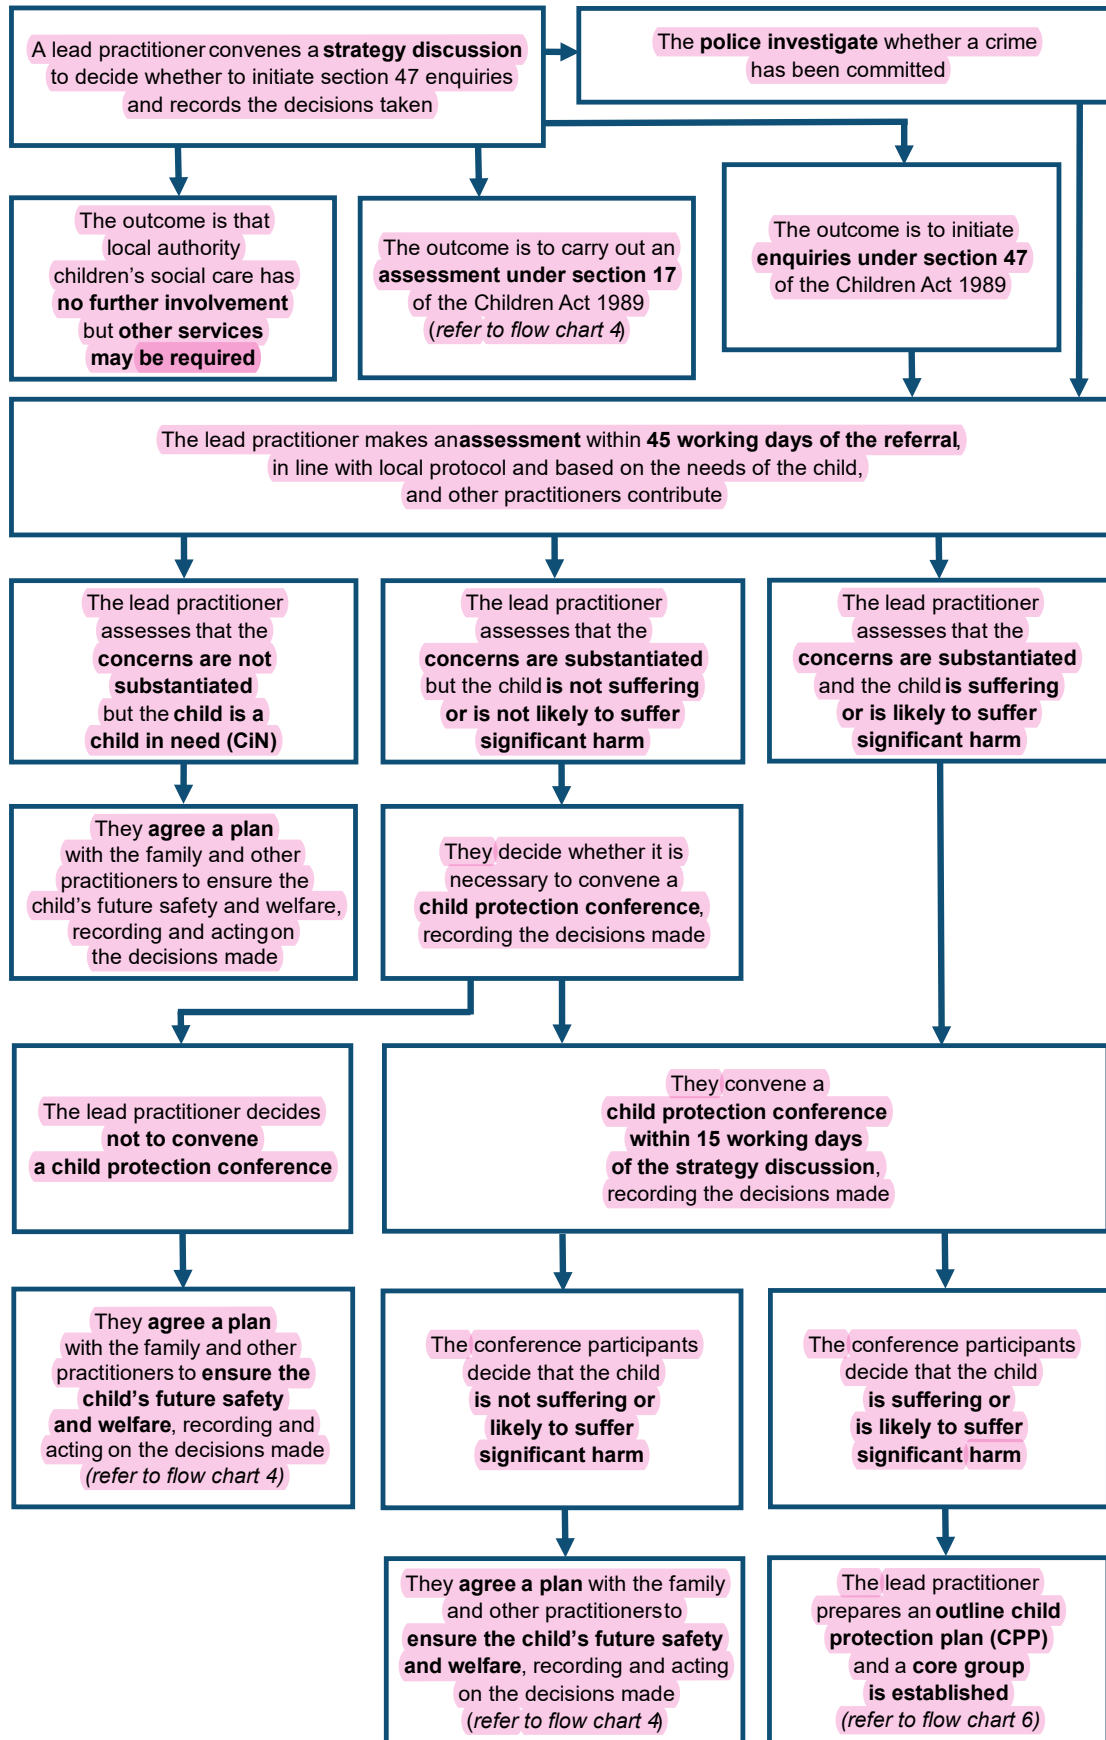 A lead practitioner convenes a strategy discussion
to decide whether to initiate section 47 enquiries
and records the decisions taken
The police investigate whether a crime
has been committed
The outcome is that
local authority
children's social care has
no further involvement
but other services
may be required
The outcome is to carry out an
assessment under section 17
of the Children Act 1989
(refer to flow chart 4)
The outcome is to initiate
enquiries under section 47
of the Children Act 1989
The lead practitioner makes an assessment within 45 working days of the referral,
in line with local protocol and based on the needs of the child,
and other practitioners contribute
The lead practitioner
assesses that the
concerns are not
substantiated
but the child is a
child in need (CiN)
The lead practitioner
assesses that the
concerns are substantiated
but the child is not suffering
or is not likely to suffer
significant harm
The lead practitioner
assesses that the
concerns are substantiated
and the child is suffering
or is likely to suffer
significant harm
They agree a plan
with the family and other
practitioners to ensure the
child's future safety and welfare,
recording and acting on
the decisions made
They decide whether it is
necessary to convene a
child protection conference,
recording the decisions made
The lead practitioner decides
not to convene
a child protection conference
They convene a
child protection conference
within 15 working days
of the strategy discussion,
recording the decisions made
They agree a plan
with the family and other
practitioners to ensure the
child's future safety
and welfare, recording and
acting on the decisions made
(refer to flow chart 4)
The conference participants
decide that the child
is not suffering or
likely to suffer
significant harm
The conference participants
decide that the child
is suffering or
is likely to suffer
significant harm
They agree a plan with the family
and other practitioners to
ensure the child's future safety
and welfare, recording and acting
on the decisions made
(refer to flow chart 4)
The lead practitioner
prepares an outline child
protection plan (CPP)
and a core group
is established
(refer to flow chart 6)